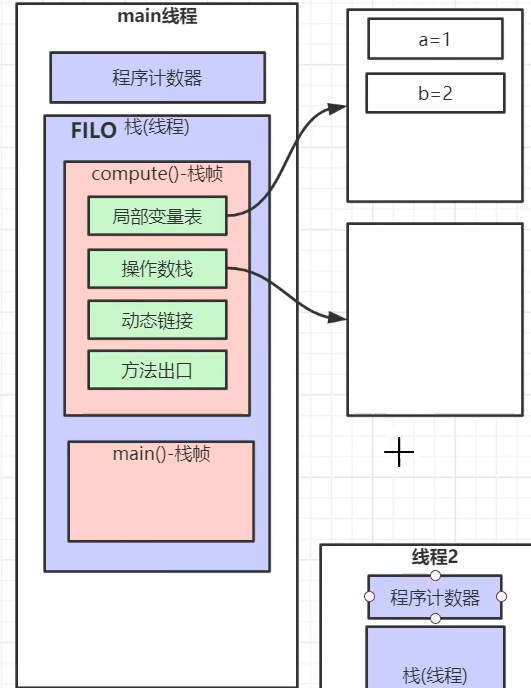 main线程
程序计数器
FILO 栈(线程)
compute()-栈帧
局部变量表
操作数栈
动态链接
方法出口
main()-栈帧
a=1
b=2
线程2
程序计数器
栈(线程)